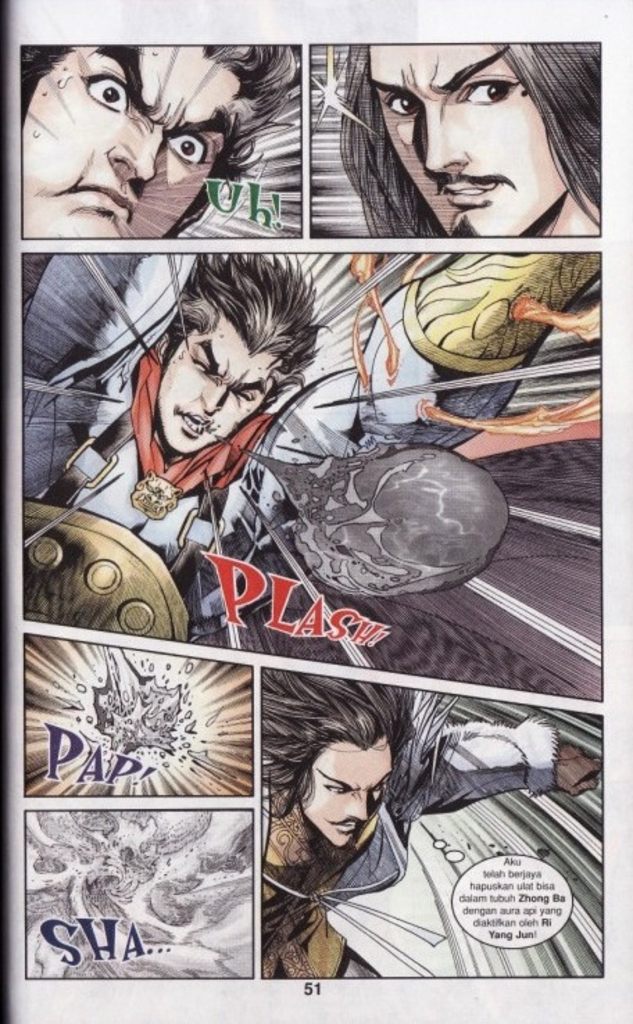 Uh!
PLASH!
PAP!
SHA...
Aku
telah berjaya
hapuskan ulat bisa
dalam tubuh Zhong Ba
dengan aura api yang
diaktifkan oleh Ri
Yang Jun!
51